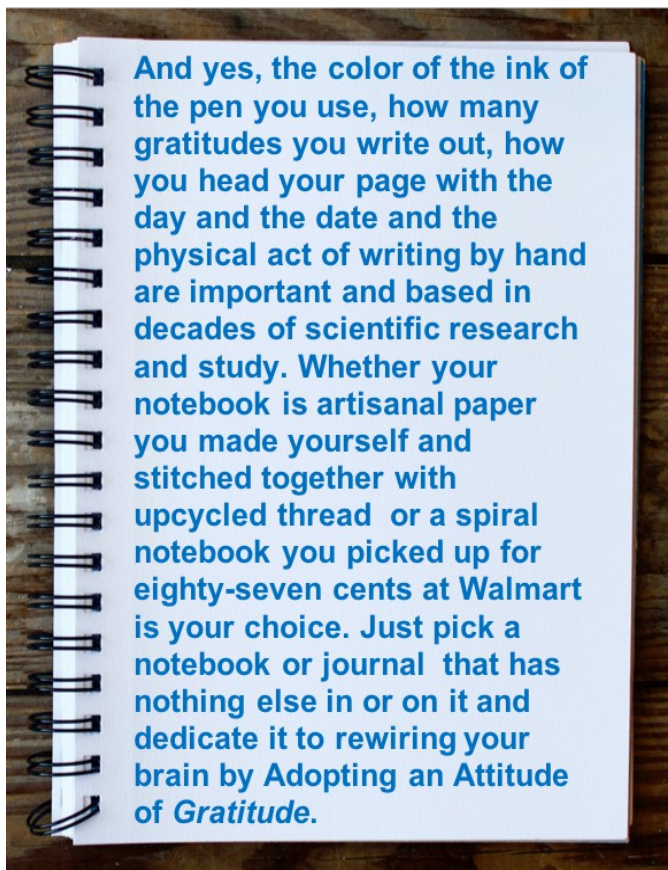 And yes, the color of the ink of
the pen you use, how many
gratitudes you write out, how
you head your page with the
day and the date and the
physical act of writing by hand
are important and based in
decades of scientific research
and study. Whether your
notebook is artisanal paper
you made yourself and
stitched together with
upcycled thread  or a spiral
notebook you picked up for
eighty-seven cents at Walmart
is your choice. Just pick a
notebook or journal  that has
nothing else in or on it and
dedicate it to rewiring your
brain by Adopting an Attitude
of Gratitude.